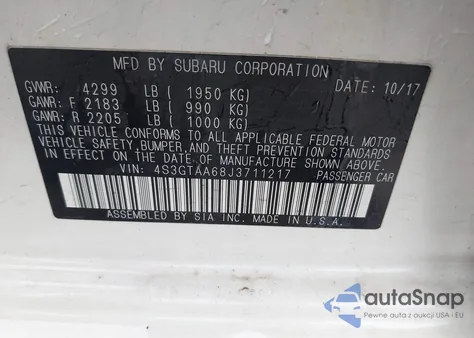 MFD BY SUBARU CORPORATION
GVWR: 4299 LB ( 1950 KG) DATE: 10/17
GAWR: F 2183 LB ( 990 KG)
GAWR: R 2205 LB ( 1000 KG)
THIS VEHICLE CONFORMS TO ALL APPLICABLE FEDERAL MOTOR
VEHICLE SAFETY, BUMPER, AND THEFT PREVENTION STANDARDS
IN EFFECT ON THE DATE OF MANUFACTURE SHOWN ABOVE.
VIN: 4S3GTAA68J3711217 PASSENGER CAR
ASSEMBLED BY SIA INC. MADE IN U.S.A.
autoSnap
Pojazdy z aukcji USA i EU